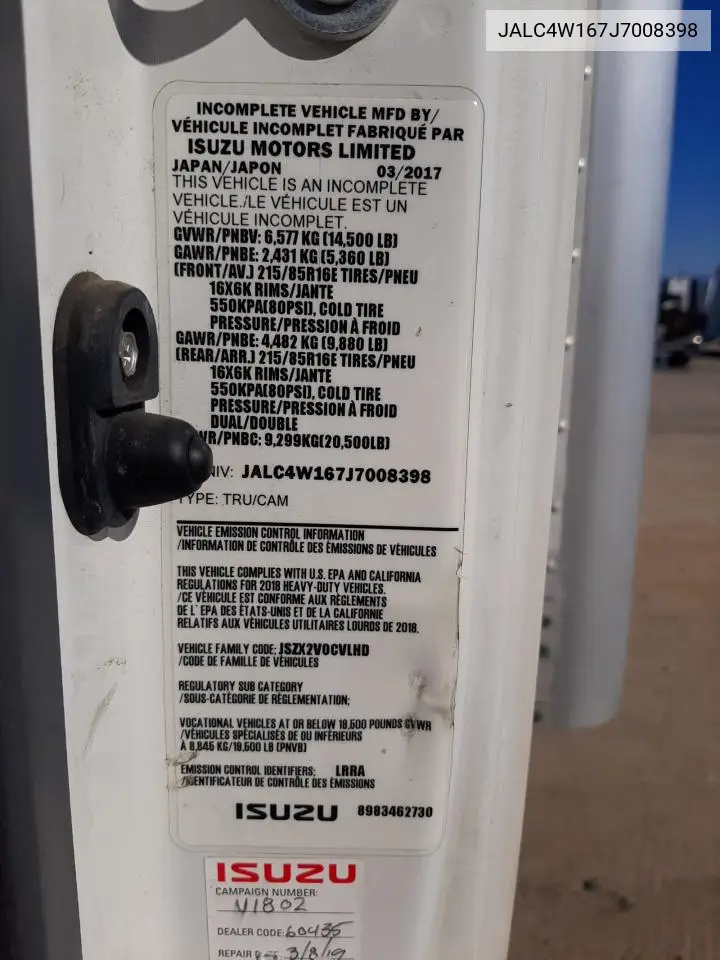 JALC4W167J7008398
INCOMPLETE VEHICLE MFD BY/
VÉHICULE INCOMPLET FABRIQUÉ PAR
ISUZU MOTORS LIMITED
JAPAN/JAPON 03/2017
THIS VEHICLE IS AN INCOMPLETE
VEHICLE./LE VÉHICULE EST UN
VÉHICULE INCOMPLET.
GVWR/PNBV: 6,577 KG (14,500 LB)
GAWR/PNBE: 2,431 KG (5,360 LB)
(FRONT/AV.) 215/85R16E TIRES/PNEU
16X6K RIMS/JANTE
550KPA(80PSI), COLD TIRE
PRESSURE/PRESSION À FROID
GAWR/PNBE: 4,482 KG (9,880 LB)
(REAR/ARR.) 215/85R16E TIRES/PNEU
16X6K RIMS/JANTE
550KPA(80PSI), COLD TIRE
PRESSURE/PRESSION À FROID
DUAL/DOUBLE
WR/PNBC: 9,299KG(20,500LB)
NIV: JALC4W167J7008398
TYPE: TRU/CAM
VEHICLE EMISSION CONTROL INFORMATION
/INFORMATION DE CONTRÔLE DES ÉMISSIONS DE VÉHICULES
THIS VEHICLE COMPLIES WITH U.S. EPA AND CALIFORNIA
REGULATIONS FOR 2018 HEAVY-DUTY VEHICLES.
/CE VÉHICULE EST CONFORME AUX RÈGLEMENTS
DE L'EPA DES ÉTATS-UNIS ET DE LA CALIFORNIE
RELATIFS AUX VÉHICULES UTILITAIRES LOURDS DE 2018.
VEHICLE FAMILY CODE: JSZX2VOCVLHD
/CODE DE FAMILLE DE VÉHICULES
REGULATORY SUB CATEGORY
/SOUS-CATÉGORIE DE RÉGLEMENTATION:
VOCATIONAL VEHICLES AT OR BELOW 19,500 POUNDS GVWR
/VÉHICULES SPÉCIALISÉS DE OU INFÉRIEURS
À 8,845 KG/19,500 LB (PNVB)
EMISSION CONTROL IDENTIFIERS: LRRA
/IDENTIFICATEUR DE CONTRÔLE DES ÉMISSIONS
ISUZU 8983462730
ISUZU
CAMPAIGN NUMBER:
V1802
DEALER CODE: 60435
REPAIR 3/8/19